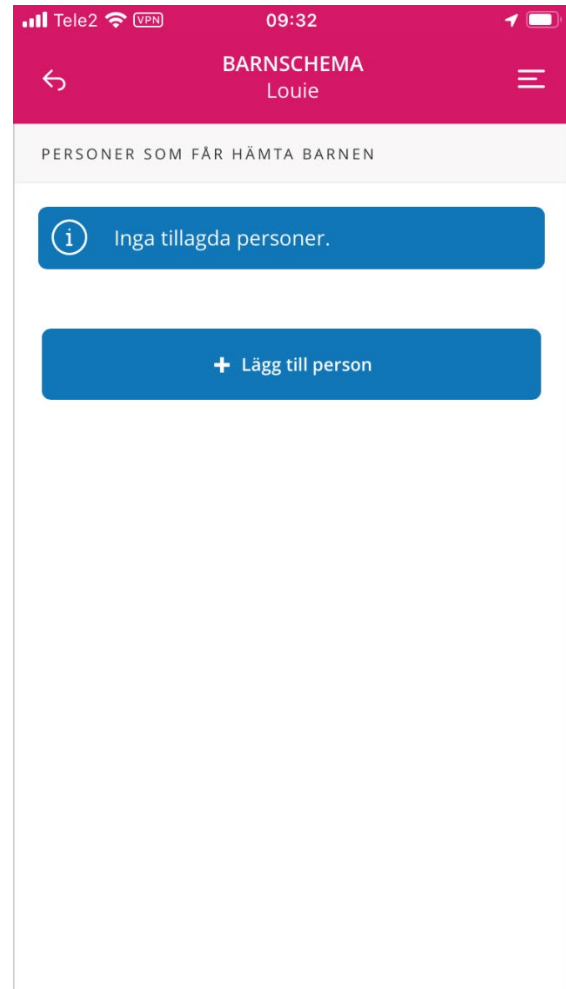 Tele2 VPN 09:32
BARNSCHEMA
Louie
PERSONER SOM FÅR HÄMTA BARNEN
i Inga tillagda personer.
+ Lägg till person